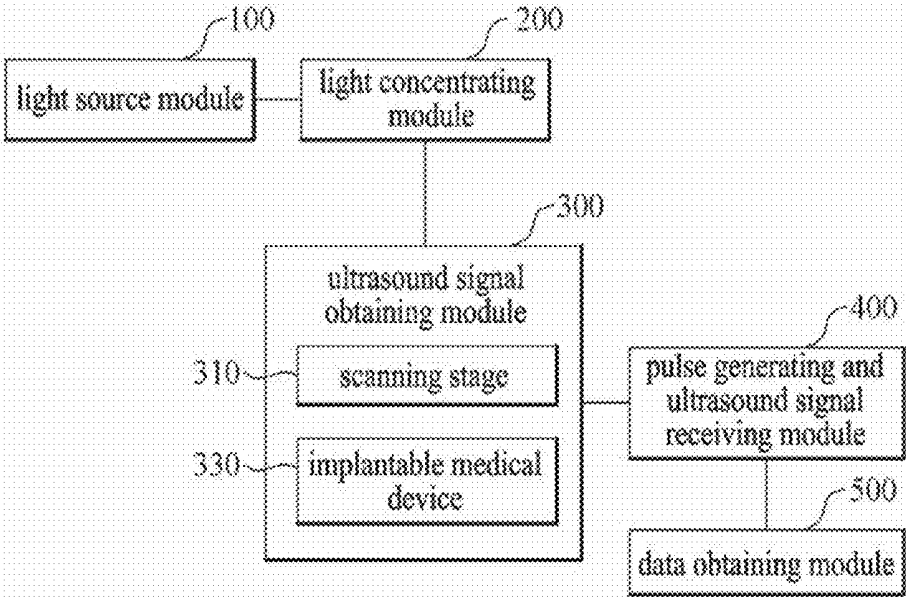 100
200
light source module
light concentrating
module
300
ultrasound signal
obtaining module
310
scanning stage
330
implantable medical
device
400
pulse generating and
ultrasound signal
receiving module
500
data obtaining module